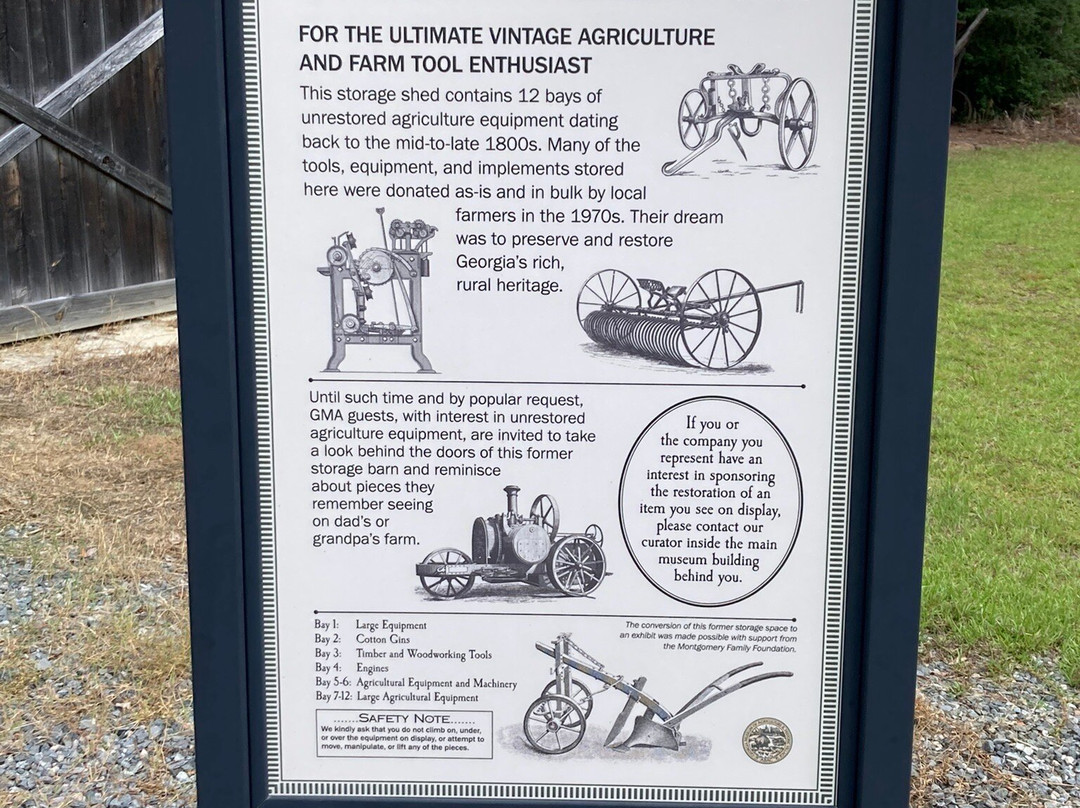 FOR THE ULTIMATE VINTAGE AGRICULTURE
AND FARM TOOL ENTHUSIAST
This storage shed contains 12 bays of
unrestored agriculture equipment dating
back to the mid-to-late 1800s. Many of the
tools, equipment, and implements stored
here were donated as-is and in bulk by local
farmers in the 1970s. Their dream
was to preserve and restore
Georgia's rich,
rural heritage.
Until such time and by popular request,
GMA guests, with interest in unrestored
agriculture equipment, are invited to take
a look behind the doors of this former
storage barn and reminisce
about pieces they
remember seeing
on dad's or
grandpa's farm.
If you or
the company you
represent have an
interest in sponsoring
the restoration of an
item you see on display,
please contact our
curator inside the main
museum building
behind you.
Bay 1: Large Equipment
Bay 2: Cotton Gins
Bay 3: Timber and Woodworking Tools
Bay 4: Engines
Bay 5-6: Agricultural Equipment and Machinery
Bay 7-12: Large Agricultural Equipment
The conversion of this former storage space to
an exhibit was made possible with support from
the Montgomery Family Foundation.
.......SAFETY NOTE.......
We kindly ask that you do not climb on, under,
or over the equipment on display, or attempt to
move, manipulate, or lift any of the pieces.